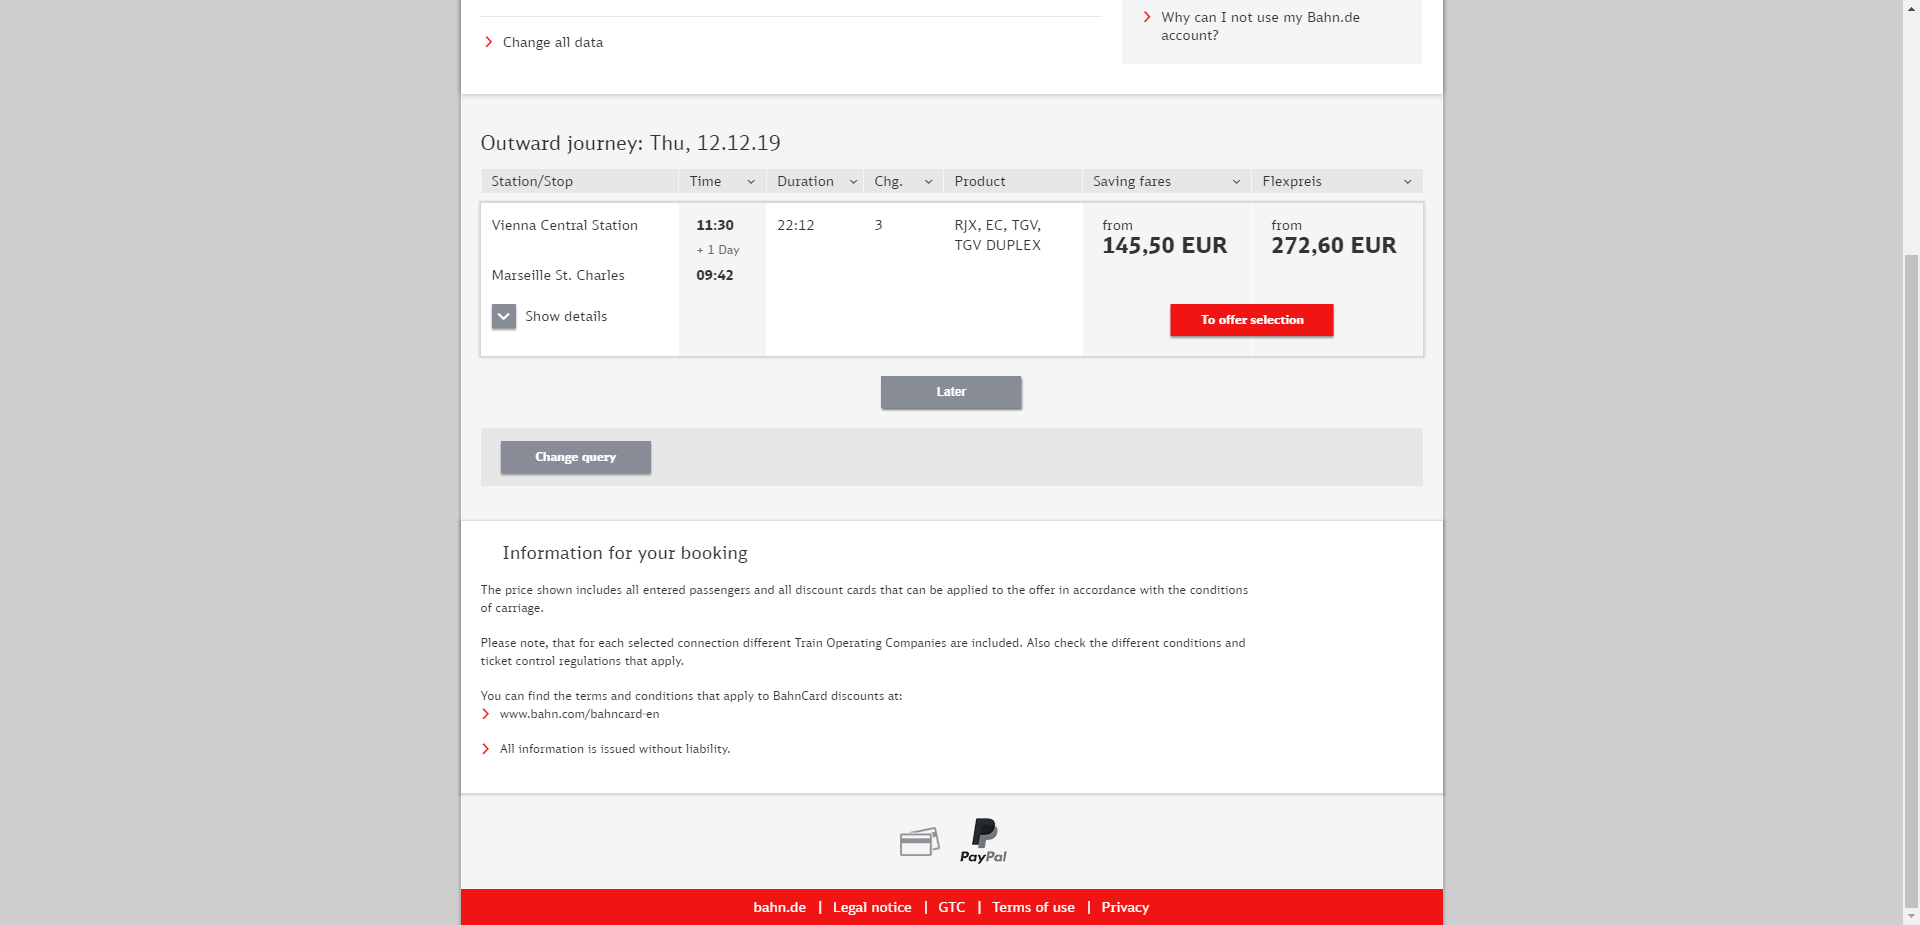 Why can I not use my Bahn.de
account?
Change all data
Outward journey: Thu, 12.12.19
Station/Stop Time Duration Chg. Product Saving fares Flexpreis
Vienna Central Station 11:30 22:12 3 RJX, EC, TGV, from from
TGV DUPLEX 145,50 EUR 272,60 EUR
+ 1 Day
Marseille St. Charles 09:42
Show details To offer selection
Later
Change query
Information for your booking
The price shown includes all entered passengers and all discount cards that can be applied to the offer in accordance with the conditions
of carriage.
Please note, that for each selected connection different Train Operating Companies are included. Also check the different conditions and
ticket control regulations that apply.
You can find the terms and conditions that apply to BahnCard discounts at:
www.bahn.com/bahncard-en
All information is issued without liability.
PayPal
bahn.de | Legal notice | GTC | Terms of use | Privacy